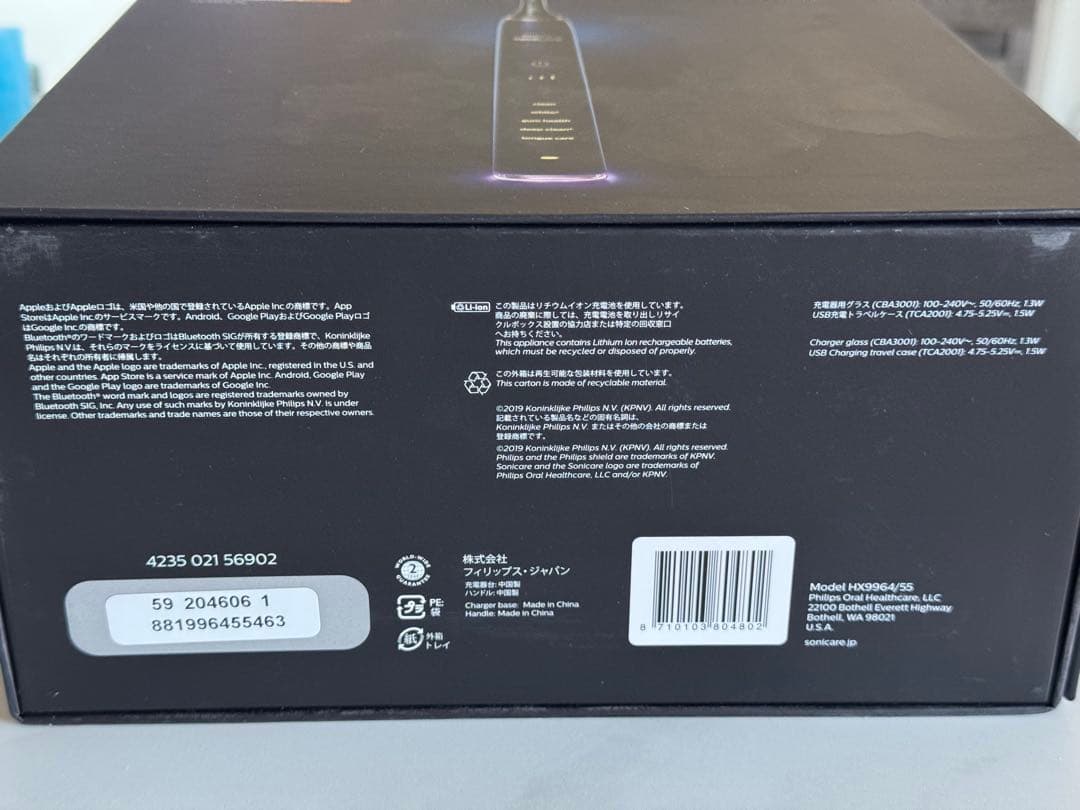 clean
white+
gum health
deep clean+
tongue care
AppleおよびAppleロゴは、米国や他の国で登録されているApple Inc.の商標です。App
StoreはApple Inc.のサービスマークです。Android、Google PlayおよびGoogle Playロゴ
はGoogle Inc.の商標です。
Bluetooth®のワードマークおよびロゴはBluetooth SIGが所有する登録商標で、Koninklijke
Philips N.V.は、それらのマークをライセンスに基づいて使用しています。その他の商標や商品
名はそれぞれの所有者に帰属します。
Apple and the Apple logo are trademarks of Apple Inc., registered in the U.S. and
other countries. App Store is a service mark of Apple Inc. Android, Google Play
and the Google Play logo are trademarks of Google Inc.
The Bluetooth® word mark and logos are registered trademarks owned by
Bluetooth SIG, Inc. Any use of such marks by Koninklijke Philips N.V. is under
license. Other trademarks and trade names are those of their respective owners.
Li-ion
この製品はリチウムイオン充電池を使用しています。
商品の廃棄に際しては、充電電池を取り出しリサイ
クルボックス設置の協力店または特定の回収窓口
へお持ちください。
This appliance contains Lithium Ion rechargeable batteries,
which must be recycled or disposed of properly.
この外箱は再生可能な包装材料を使用しています。
This carton is made of recyclable material.
©2019 Koninklijke Philips N.V. (KPNV). All rights reserved.
記載されている製品名などの固有名詞は、
Koninklijke Philips N.V. またはその他の会社の商標または
登録商標です。
©2019 Koninklijke Philips N.V. (KPNV). All rights reserved.
Philips and the Philips shield are trademarks of KPNV.
Sonicare and the Sonicare logo are trademarks of
Philips Oral Healthcare, LLC and/or KPNV.
充電器用グラス (CBA3001): 100-240V~, 50/60Hz, 1.3W
USB充電トラベルケース (TCA2001): 4.75-5.25V⎓, 1.5W
Charger glass (CBA3001): 100-240V~, 50/60Hz, 1.3W
USB Charging travel case (TCA2001): 4.75-5.25V⎓, 1.5W
4235 021 56902
59 204606 1
881996455463
WORLD-WIDE
2
GUARANTEE
プラ
PE:
袋
紙
外箱
トレイ
株式会社
フィリップス・ジャパン
充電器台: 中国製
ハンドル: 中国製
Charger base: Made in China
Handle: Made in China
8 710103 804802
Model HX9964/55
Philips Oral Healthcare, LLC
22100 Bothell Everett Highway
Bothell, WA 98021
U.S.A.
sonicare.jp